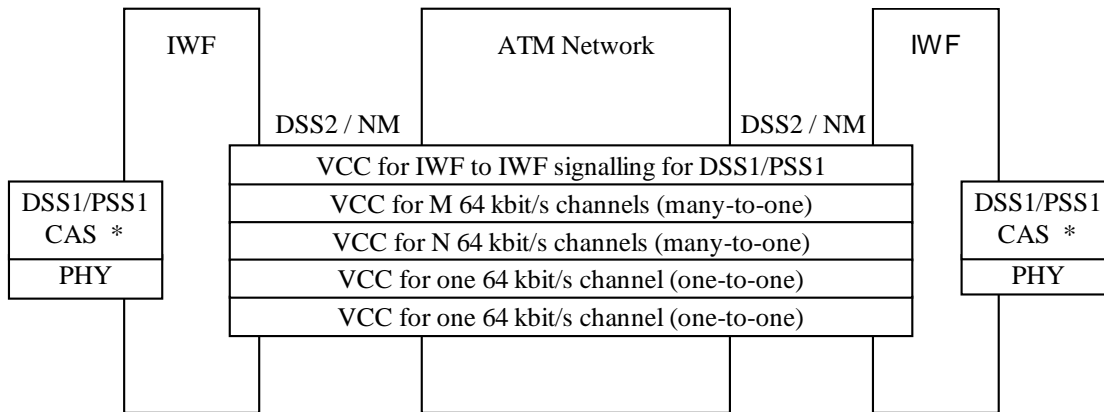 IWF
ATM Network
IWF
DSS2 / NM
DSS2 / NM
VCC for IWF to IWF signalling for DSS1/PSS1
VCC for M 64 kbit/s channels (many-to-one)
VCC for N 64 kbit/s channels (many-to-one)
VCC for one 64 kbit/s channel (one-to-one)
VCC for one 64 kbit/s channel (one-to-one)
DSS1/PSS1
CAS *
PHY
DSS1/PSS1
CAS *
PHY